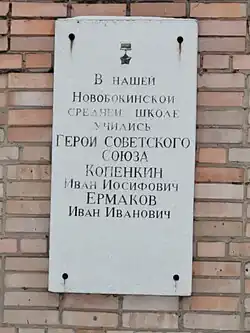 В НАШЕЙ
НОВОБОКИНСКОЙ
СРЕДНЕЙ ШКОЛЕ
УЧИЛИСЬ
ГЕРОИ СОВЕТСКОГО
СОЮЗА
КОПЕНКИН
ИВАН ИОСИФОВИЧ
ЕРМАКОВ
ИВАН ИВАНОВИЧ